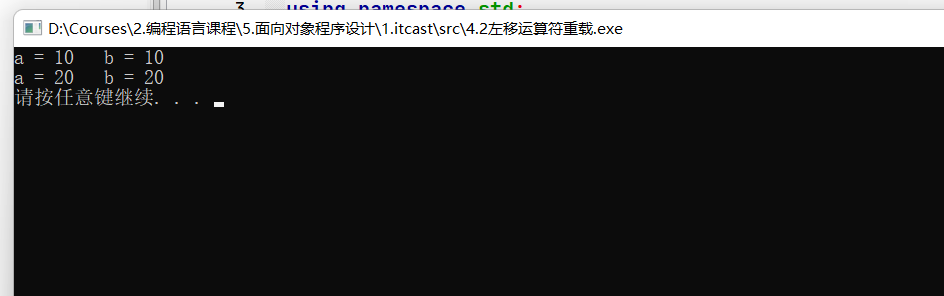 3 using namespace std;
D:\Courses\2.编程语言课程\5.面向对象程序设计\1.itcast\src\4.2左移运算符重载.exe
a = 10   b = 10
a = 20   b = 20
请按任意键继续. . .